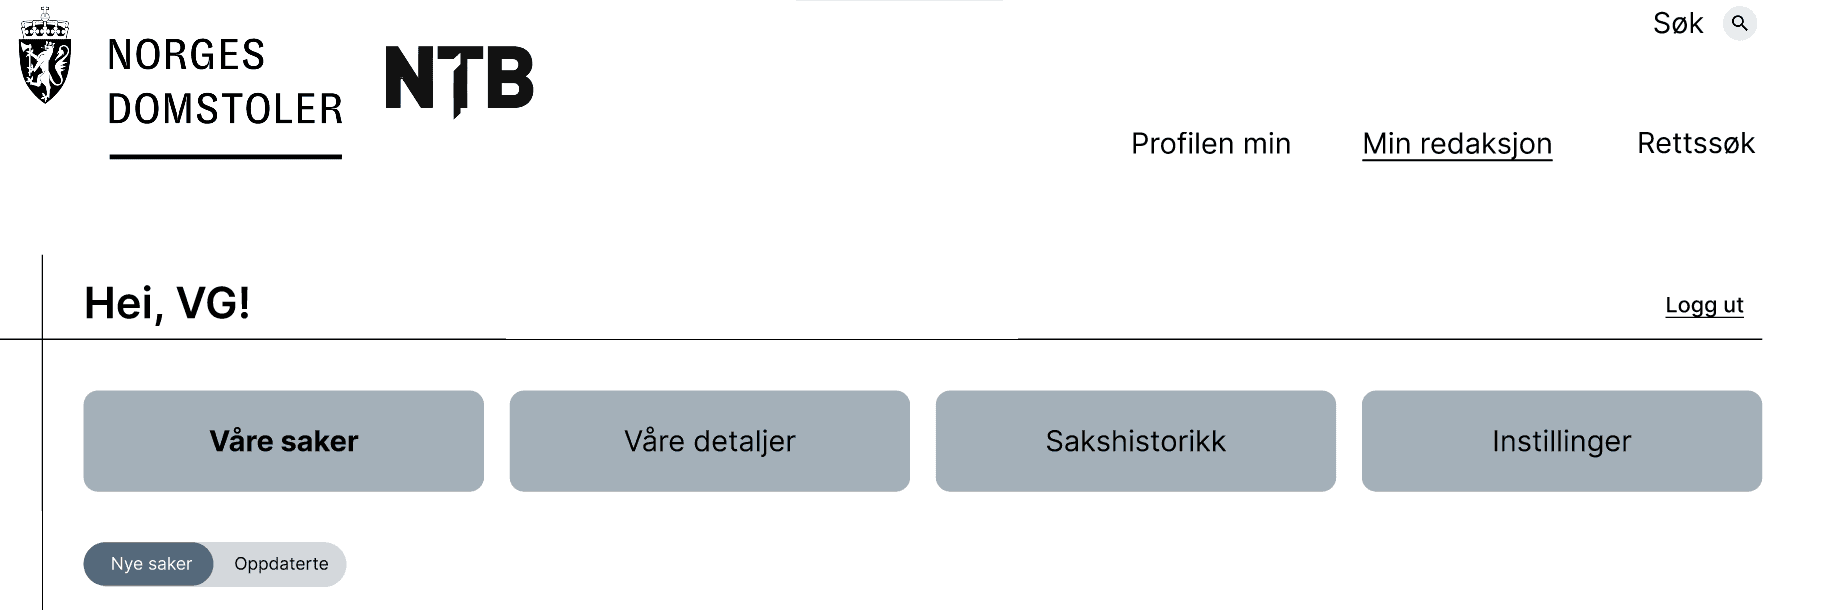 NORGES
DOMSTOLER
NTB
Søk
Profilen min
Min redaksjon
Rettssøk
Hei, VG!
Logg ut
Våre saker
Våre detaljer
Sakshistorikk
Instillinger
Nye saker
Oppdaterte